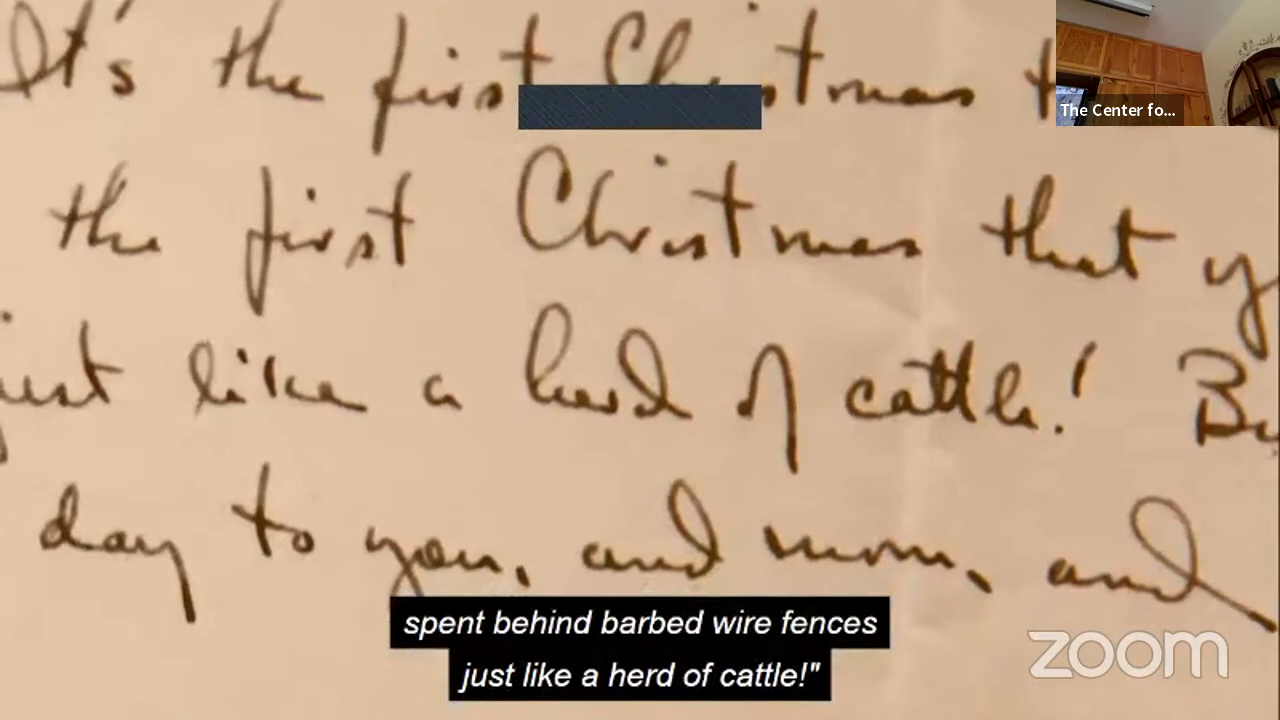 It's the first Christmas
The Center fo...
the first Christmas that
just like a herd of cattle!
day to you, and mom, and
spent behind barbed wire fences
just like a herd of cattle!"
zoom